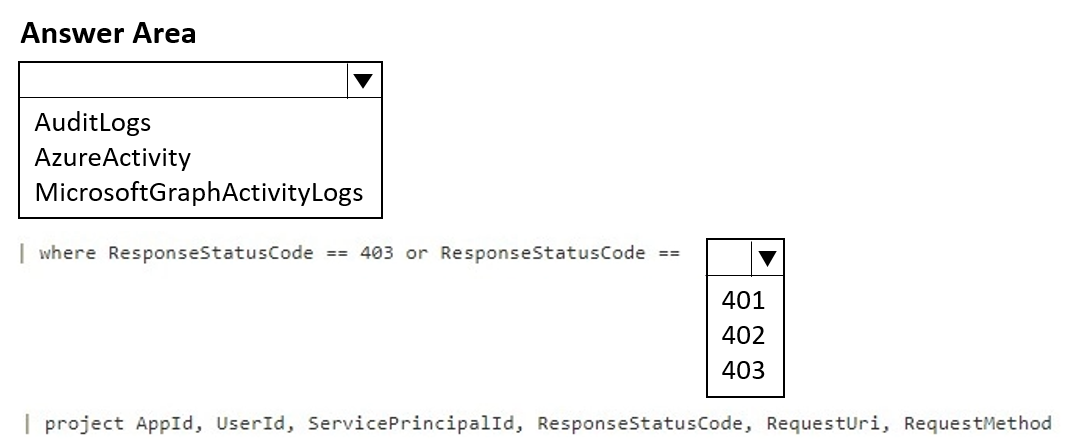 Answer Area
AuditLogs
AzureActivity
MicrosoftGraphActivityLogs
| where ResponseStatusCode == 403 or ResponseStatusCode ==
401
402
403
| project AppId, UserId, ServicePrincipalId, ResponseStatusCode, RequestUri, RequestMethod